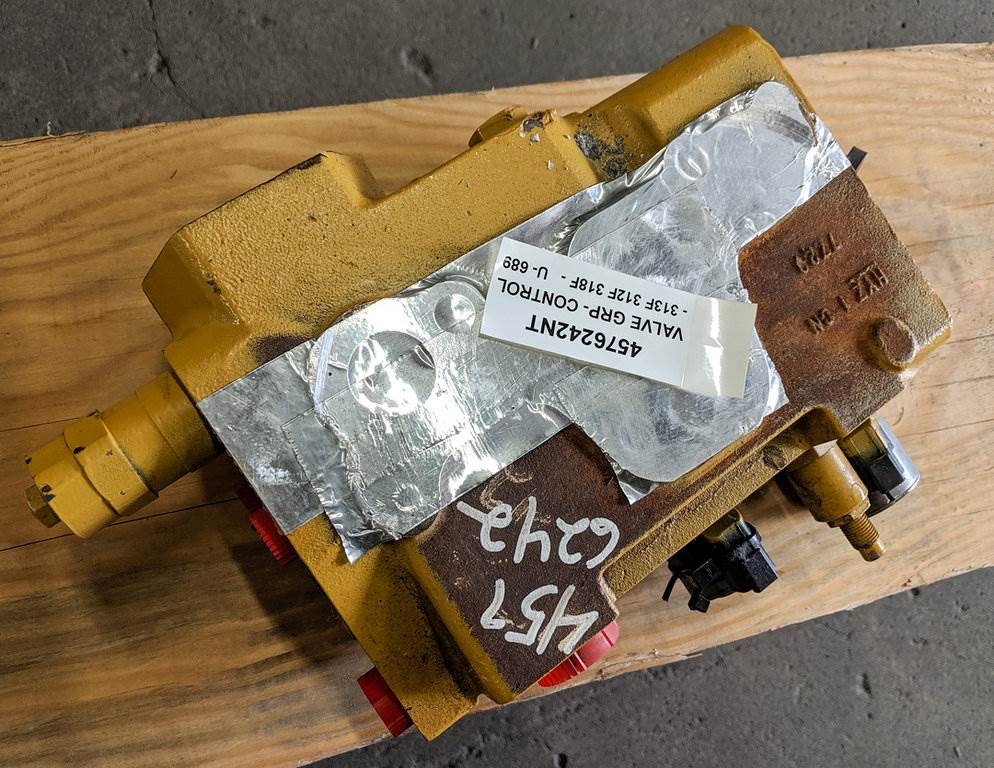 4576242NT
VALVE GRP- CONTROL
- 313F 312F 318F - U- 689
457
6242